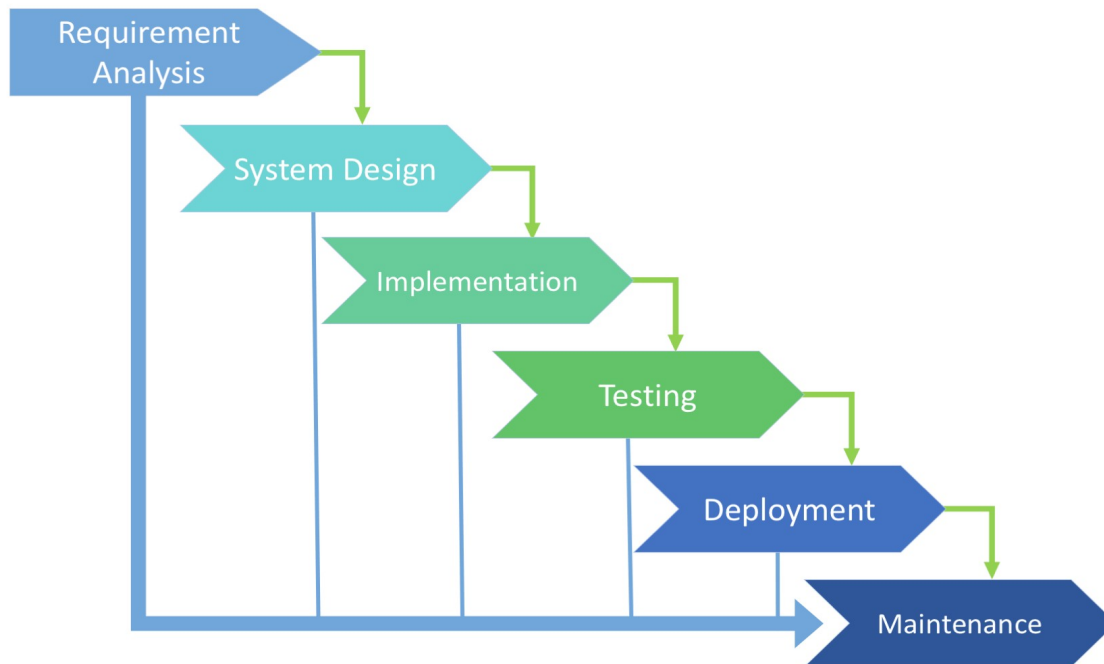 Requirement
Analysis
System Design
Implementation
Testing
Deployment
Maintenance